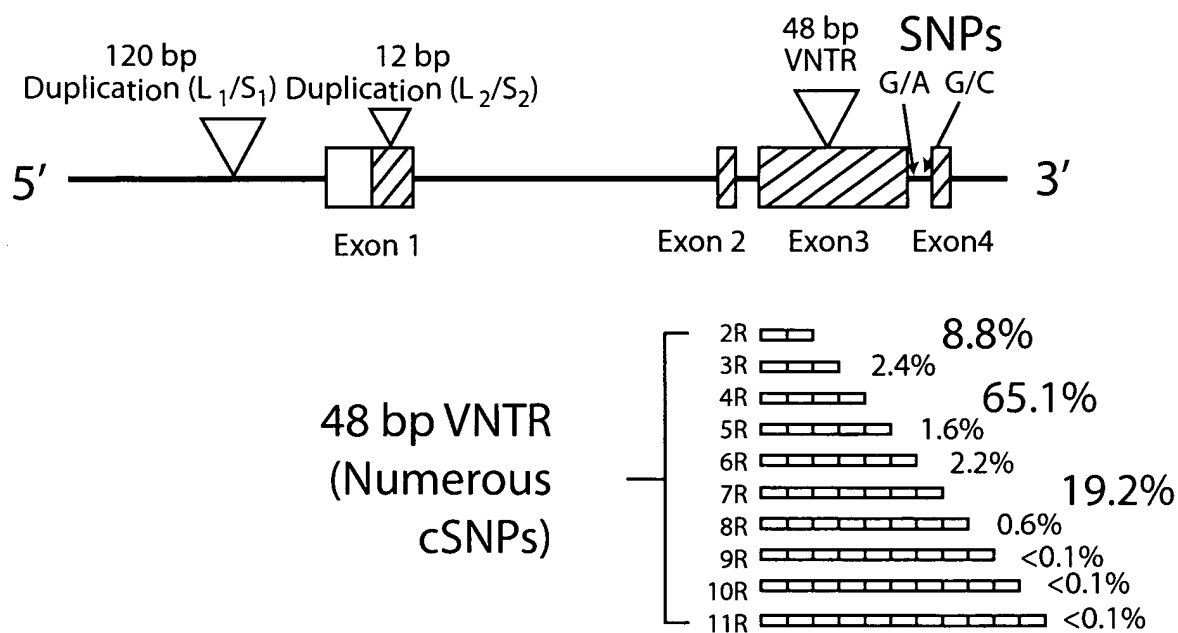 120 bp
Duplication (L1/S1)
12 bp
Duplication (L2/S2)
48 bp
VNTR
SNPs
G/A G/C
5'
3'
Exon 1
Exon 2
Exon3
Exon4
48 bp VNTR
(Numerous
cSNPs)
2R 8.8%
3R 2.4%
4R 65.1%
5R 1.6%
6R 2.2%
7R 19.2%
8R 0.6%
9R <0.1%
10R <0.1%
11R <0.1%